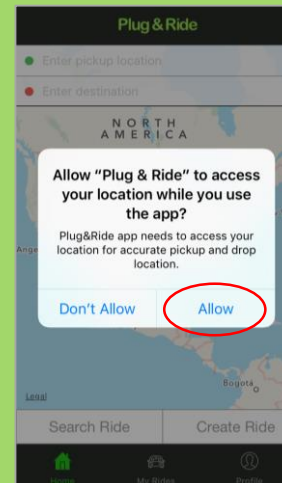 Plug&Ride
Enter pickup location
Enter destination
NORTH
AMERICA
Allow "Plug & Ride" to access
your location while you use
the app?
Plug&Ride app needs to access your
location for accurate pickup and drop
location.
Ange
Don't Allow
Allow
Bogotá
Legal
Search Ride
Create Ride
Home
My Rides
Profile